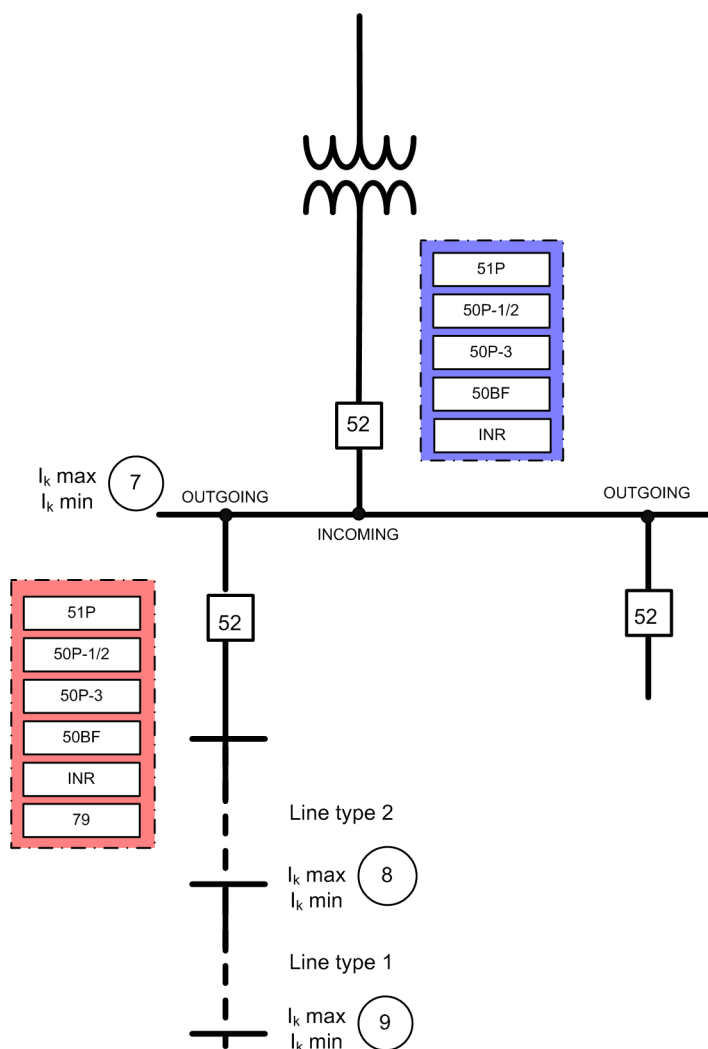 51P
50P-1/2
50P-3
50BF
INR
52
Ik max
Ik min
7
OUTGOING
INCOMING
OUTGOING
51P
50P-1/2
50P-3
50BF
INR
79
52
52
Line type 2
Ik max
Ik min
8
Line type 1
Ik max
Ik min
9